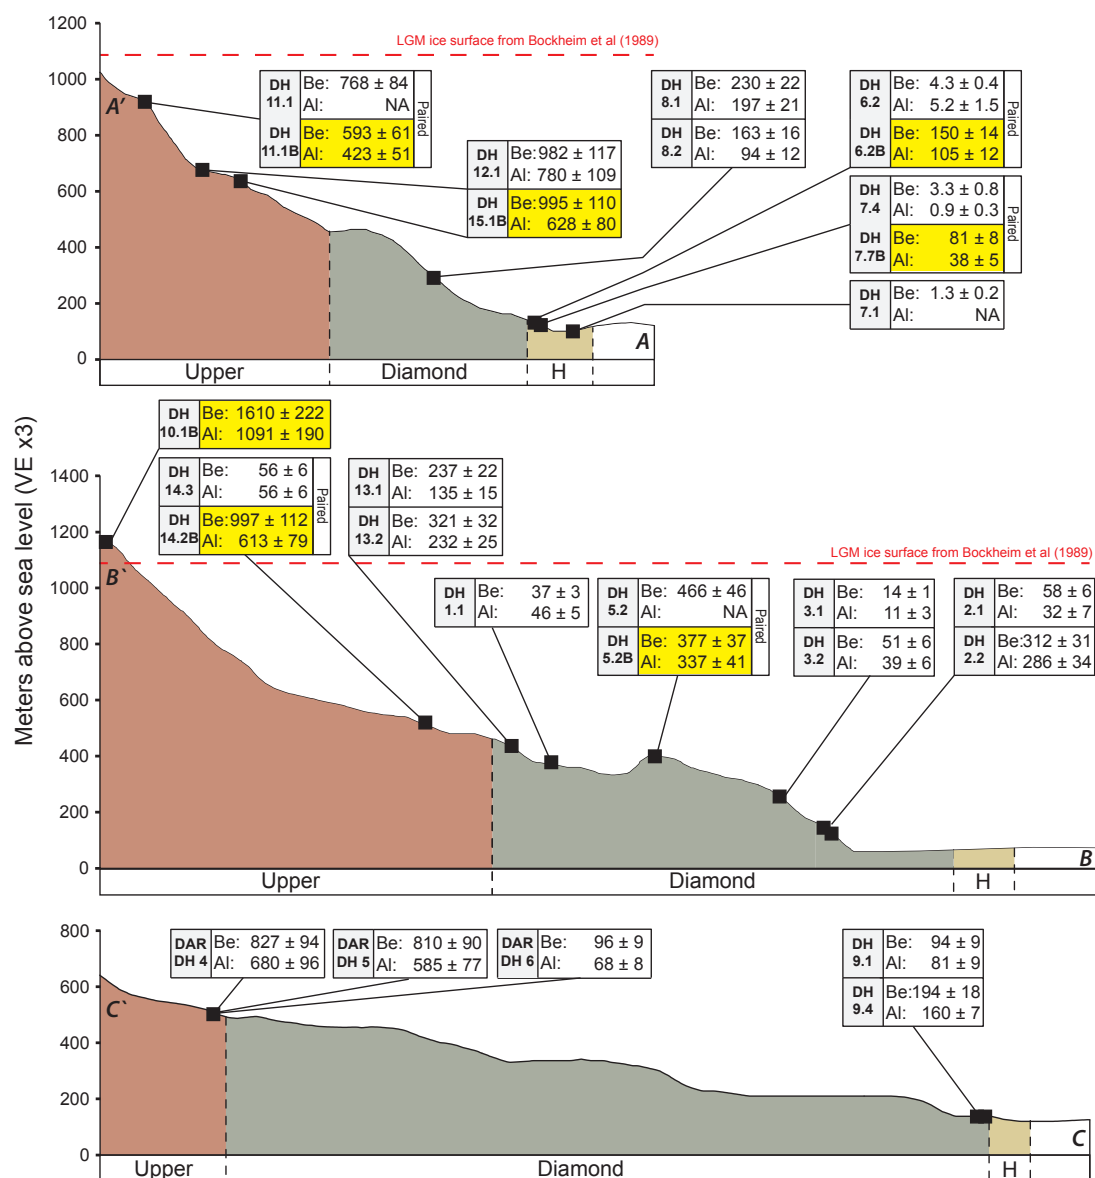 Meters above sea level (VE x3)
1200
1000
800
600
400
200
0
LGM ice surface from Bockheim et al (1989)
A′
DH 11.1 Be: 768 ± 84
Al: NA
DH 11.1B Be: 593 ± 61
Al: 423 ± 51
Paired
DH 12.1 Be: 982 ± 117
Al: 780 ± 109
DH 15.1B Be: 995 ± 110
Al: 628 ± 80
DH 8.1 Be: 230 ± 22
Al: 197 ± 21
DH 8.2 Be: 163 ± 16
Al: 94 ± 12
DH 6.2 Be: 4.3 ± 0.4
Al: 5.2 ± 1.5
DH 6.2B Be: 150 ± 14
Al: 105 ± 12
Paired
DH 7.4 Be: 3.3 ± 0.8
Al: 0.9 ± 0.3
DH 7.7B Be: 81 ± 8
Al: 38 ± 5
Paired
DH 7.1 Be: 1.3 ± 0.2
Al: NA
A
Upper Diamond H
1400
1200
1000
800
600
400
200
0
LGM ice surface from Bockheim et al (1989)
B`
DH 10.1B Be: 1610 ± 222
Al: 1091 ± 190
DH 14.3 Be: 56 ± 6
Al: 56 ± 6
DH 14.2B Be: 997 ± 112
Al: 613 ± 79
Paired
DH 13.1 Be: 237 ± 22
Al: 135 ± 15
DH 13.2 Be: 321 ± 32
Al: 232 ± 25
DH 1.1 Be: 37 ± 3
Al: 46 ± 5
DH 5.2 Be: 466 ± 46
Al: NA
DH 5.2B Be: 377 ± 37
Al: 337 ± 41
Paired
DH 3.1 Be: 14 ± 1
Al: 11 ± 3
DH 3.2 Be: 51 ± 6
Al: 39 ± 6
DH 2.1 Be: 58 ± 6
Al: 32 ± 7
DH 2.2 Be: 312 ± 31
Al: 286 ± 34
B
Upper Diamond H
800
600
400
200
0
C`
DAR DH 4 Be: 827 ± 94
Al: 680 ± 96
DAR DH 5 Be: 810 ± 90
Al: 585 ± 77
DAR DH 6 Be: 96 ± 9
Al: 68 ± 8
DH 9.1 Be: 94 ± 9
Al: 81 ± 9
DH 9.4 Be: 194 ± 18
Al: 160 ± 7
C
Upper Diamond H